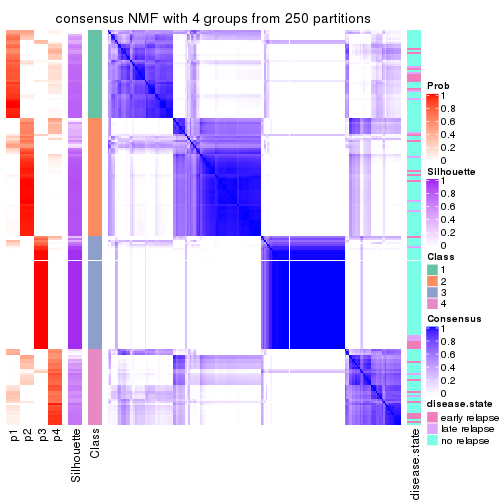 consensus NMF with 4 groups from 250 partitions
Prob
1
0.8
0.6
0.4
0.2
0
Silhouette
1
0.8
0.6
0.4
0.2
0
Class
1
2
3
4
Consensus
1
0.8
0.6
0.4
0.2
0
disease.state
early relapse
late relapse
no relapse
p1
p2
p3
p4
Silhouette
Class
disease.state